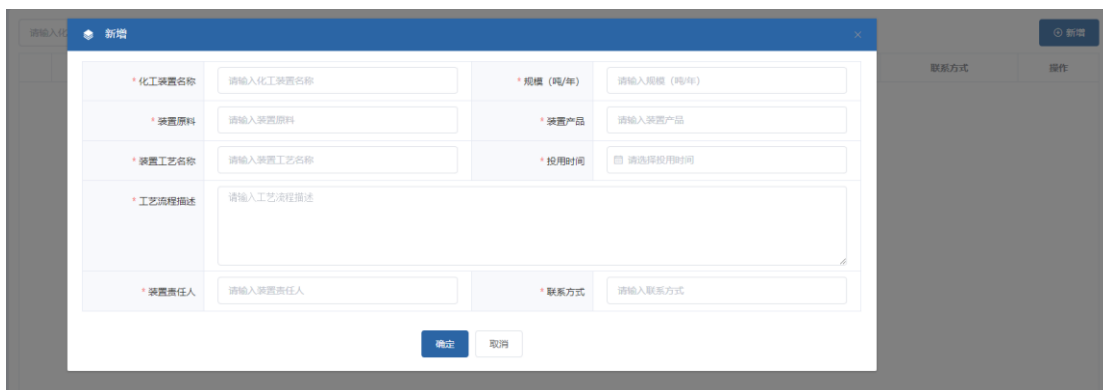 请输入化
新增
新增
联系方式 操作
* 化工装置名称 请输入化工装置名称 * 规模（吨/年） 请输入规模（吨/年）
* 装置原料 请输入装置原料 * 装置产品 请输入装置产品
* 装置工艺名称 请输入装置工艺名称 * 投用时间 请选择投用时间
* 工艺流程描述 请输入工艺流程描述
* 装置责任人 请输入装置责任人 * 联系方式 请输入联系方式
确定 取消